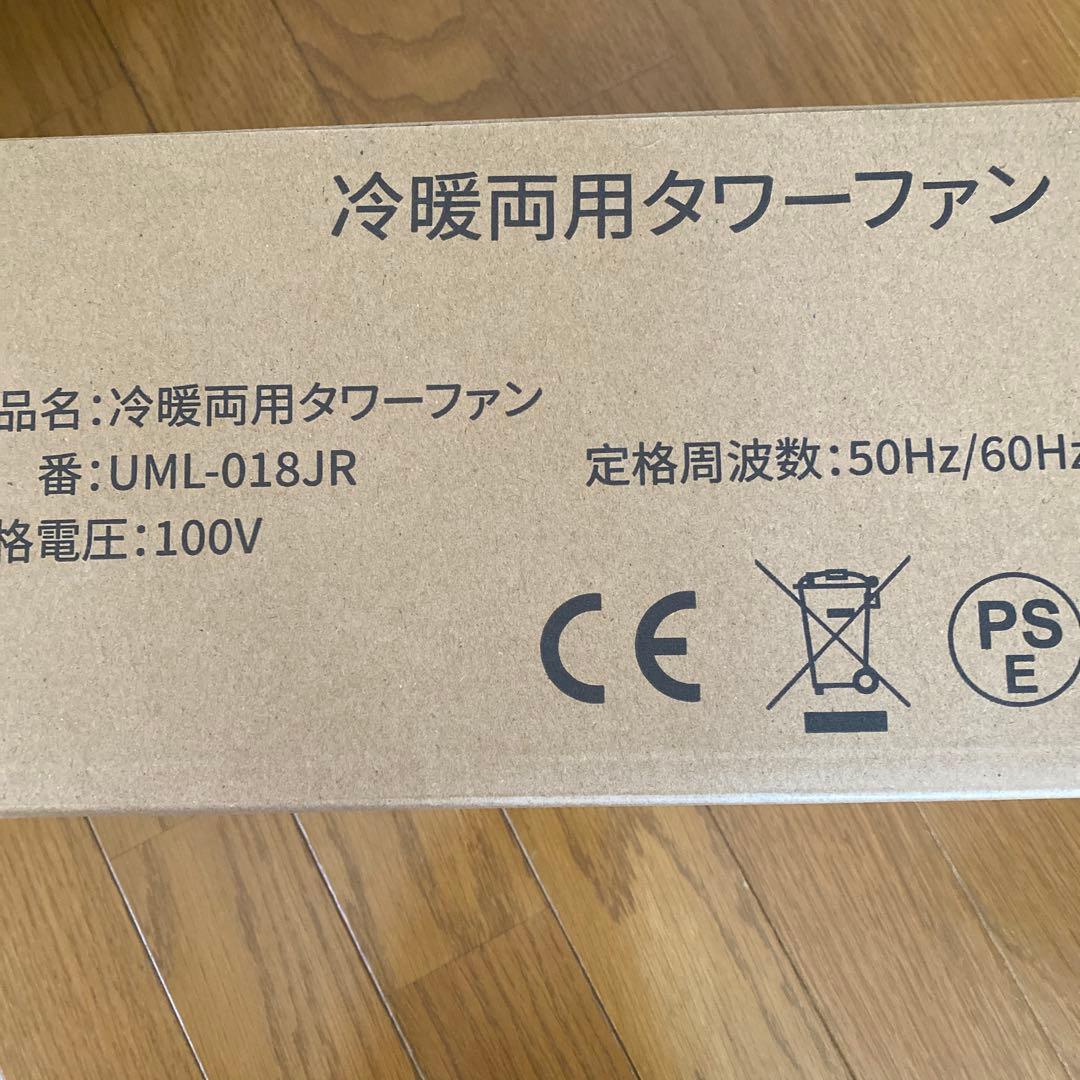 冷暖両用タワーファン
品名:冷暖両用タワーファン
番:UML-018JR
定格周波数:50Hz/60Hz
格電圧:100V
CE
PS
E